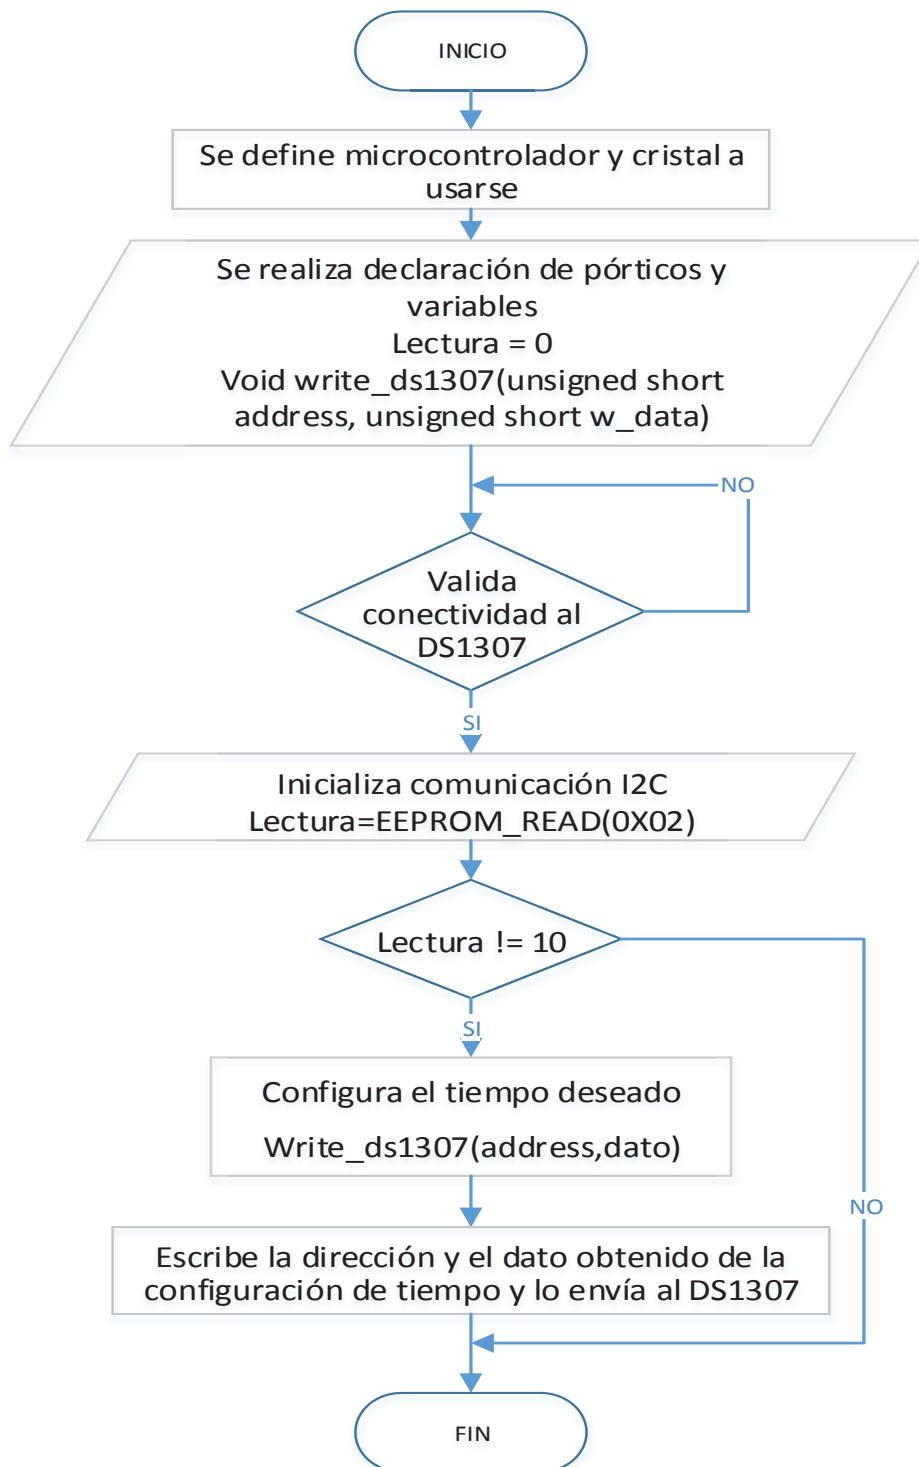 INICIO
Se define microcontrolador y cristal a
usarse
Se realiza declaración de pórticos y
variables
Lectura = 0
Void write_ds1307(unsigned short
address, unsigned short w_data)
NO
Valida
conectividad al
DS1307
SI
Inicializa comunicación I2C
Lectura=EEPROM_READ(0X02)
Lectura != 10
SI
Configura el tiempo deseado
Write_ds1307(address,dato)
NO
Escribe la dirección y el dato obtenido de la
configuración de tiempo y lo envía al DS1307
FIN